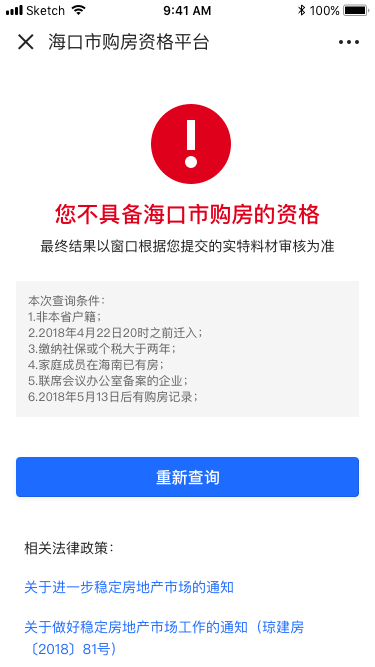 Sketch 9:41 AM 100%
海口市购房资格平台
您不具备海口市购房的资格
最终结果以窗口根据您提交的实特料材审核为准
本次查询条件：
1.非本省户籍；
2.2018年4月22日20时之前迁入；
3.缴纳社保或个税大于两年；
4.家庭成员在海南已有房；
5.联席会议办公室备案的企业；
6.2018年5月13日后有购房记录；
重新查询
相关法律政策：
关于进一步稳定房地产市场的通知
关于做好稳定房地产市场工作的通知（琼建房
〔2018〕81号）